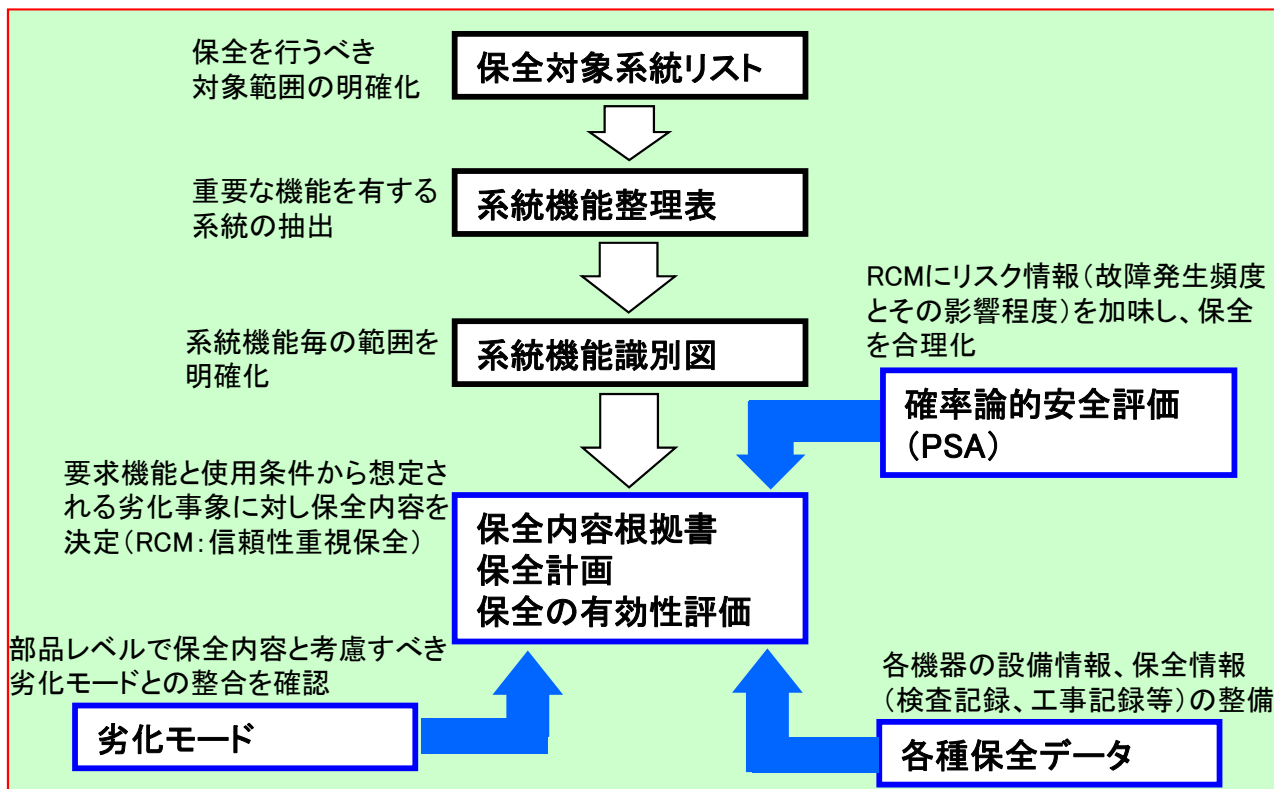 保全を行うべき
対象範囲の明確化
保全対象系統リスト
重要な機能を有する
系統の抽出
系統機能整理表
系統機能毎の範囲を
明確化
系統機能識別図
RCMにリスク情報(故障発生頻度
とその影響程度)を加味し、保全
を合理化
確率論的安全評価
(PSA)
要求機能と使用条件から想定さ
れる劣化事象に対し保全内容を
決定(RCM:信頼性重視保全)
保全内容根拠書
保全計画
保全の有効性評価
部品レベルで保全内容と考慮すべき
劣化モードとの整合を確認
劣化モード
各機器の設備情報、保全情報
(検査記録、工事記録等)の整備
各種保全データ